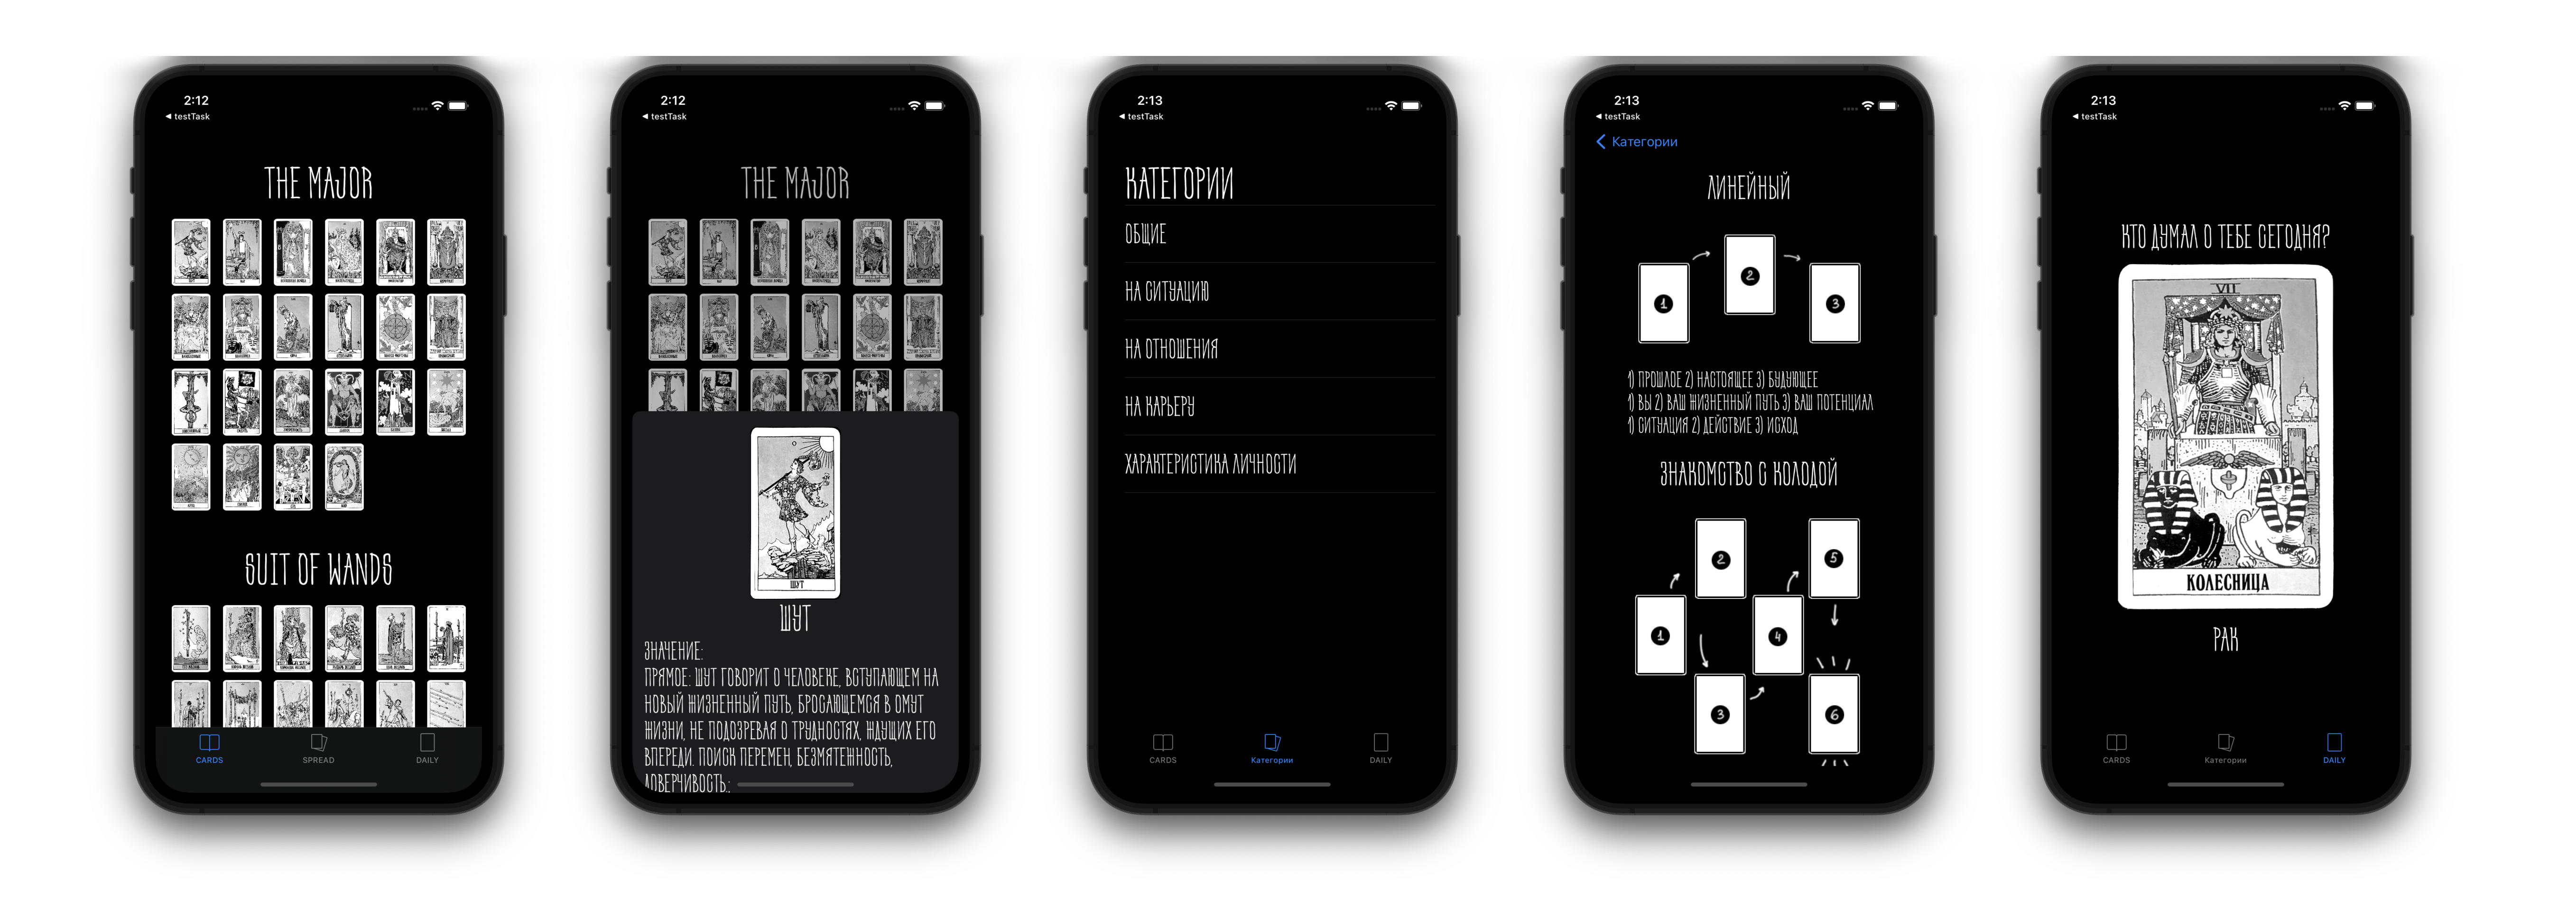 2:12
◀ testTask
THE MAJOR
SUIT OF WANDS
CARDS
SPREAD
DAILY
2:12
◀ testTask
THE MAJOR
ШУТ
ШУТ
ЗНАЧЕНИЕ:
ПРЯМОЕ: ШУТ ГОВОРИТ О ЧЕЛОВЕКЕ, ВСТУПАЮЩЕМ НА
НОВЫЙ ЖИЗНЕННЫЙ ПУТЬ, БРОСАЮЩЕМСЯ В ОМУТ
ЖИЗНИ, НЕ ПОДОЗРЕВАЯ О ТРУДНОСТЯХ, ЖДУЩИХ ЕГО
ВПЕРЕДИ. ПОИСК ПЕРЕМЕН, БЕЗМЯТЕЖНОСТЬ,
ДОВЕРЧИВОСТЬ.;
2:13
◀ testTask
КАТЕГОРИИ
ОБЩИЕ
НА СИТУАЦИЮ
НА ОТНОШЕНИЯ
НА КАРЬЕРУ
ХАРАКТЕРИСТИКА ЛИЧНОСТИ
CARDS
Категории
DAILY
2:13
◀ testTask
Категории
ЛИНЕЙНЫЙ
1
2
3
1) ПРОШЛОЕ 2) НАСТОЯЩЕЕ 3) БУДУЮЩЕЕ
1) ВЫ 2) ВАШ ЖИЗНЕННЫЙ ПУТЬ 3) ВАШ ПОТЕНЦИАЛ
1) СИТУАЦИЯ 2) ДЕЙСТВИЕ 3) ИСХОД
ЗНАКОМСТВО С КОЛОДОЙ
2
5
1
4
3
6
2:13
◀ testTask
КТО ДУМАЛ О ТЕБЕ СЕГОДНЯ?
VII
КОЛЕСНИЦА
РАК
CARDS
Категории
DAILY